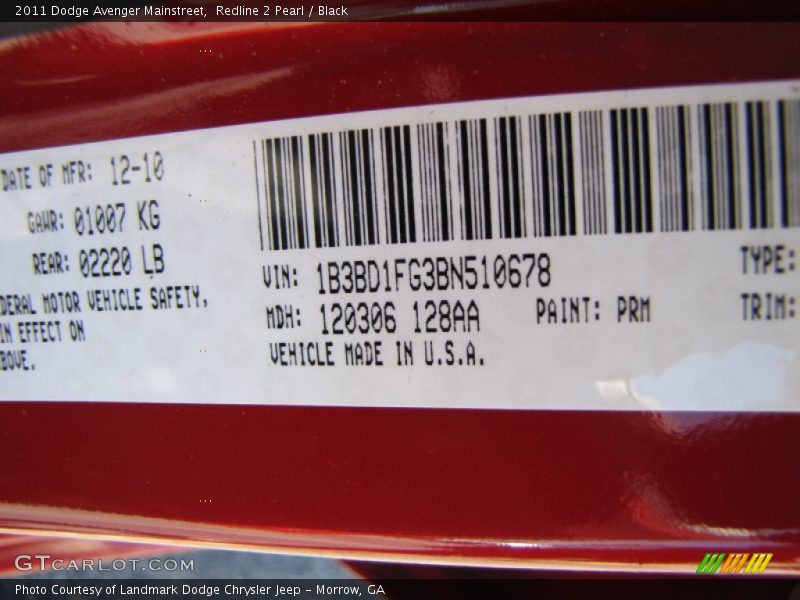 2011 Dodge Avenger Mainstreet,  Redline 2 Pearl / Black
DATE OF MFR: 12-10
GAWR: 01007 KG
REAR: 02220 LB
DERAL MOTOR VEHICLE SAFETY,
IN EFFECT ON
BOVE.
VIN: 1B3BD1FG3BN510678
MDH: 120306 128AA
PAINT: PRM
VEHICLE MADE IN U.S.A.
TYPE:
TRIM:
GTCARLOT.COM
Photo Courtesy of Landmark Dodge Chrysler Jeep – Morrow, GA